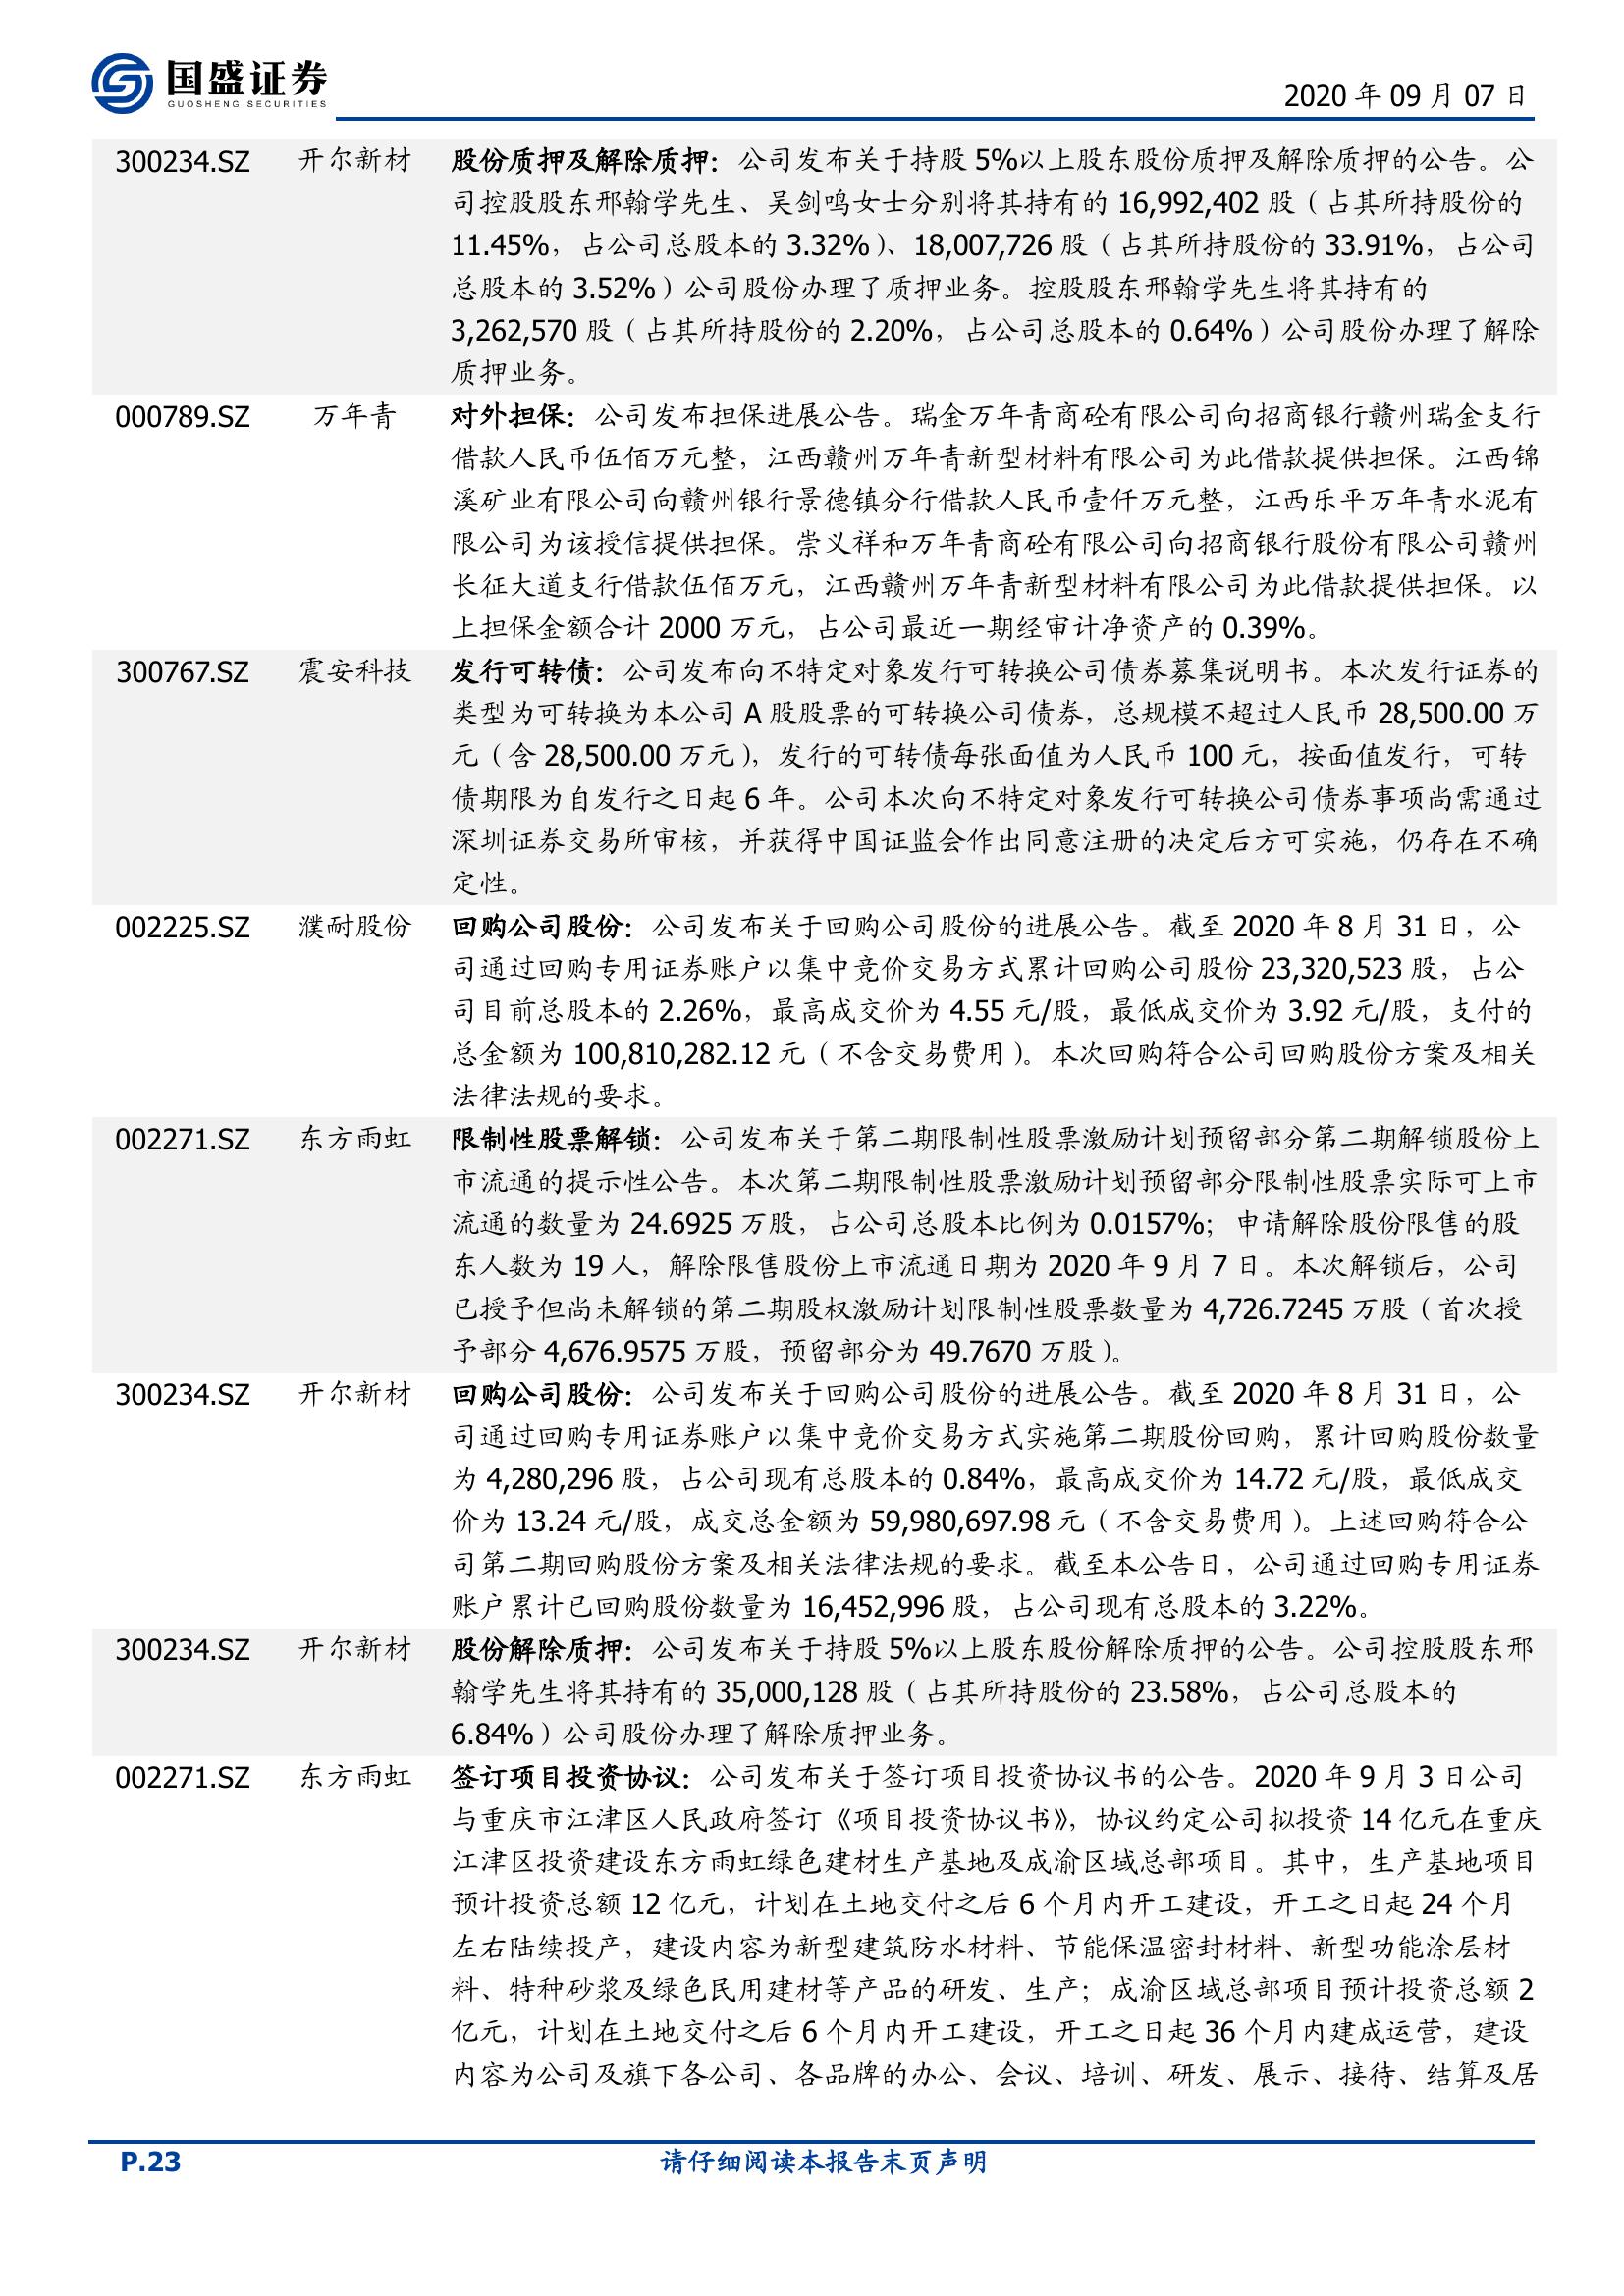 国盛证券
GUOSHENG SECURITIES
2020 年 09 月 07 日
300234.SZ 开尔新材 股份质押及解除质押：公司发布关于持股 5%以上股东股份质押及解除质押的公告。公
司控股股东邢翰学先生、吴剑鸣女士分别将其持有的 16,992,402 股（占其所持股份的
11.45%，占公司总股本的 3.32%）、18,007,726 股（占其所持股份的 33.91%，占公司
总股本的 3.52%）公司股份办理了质押业务。控股股东邢翰学先生将其持有的
3,262,570 股（占其所持股份的 2.20%，占公司总股本的 0.64%）公司股份办理了解除
质押业务。
000789.SZ 万年青 对外担保：公司发布担保进展公告。瑞金万年青商砼有限公司向招商银行赣州瑞金支行
借款人民币伍佰万元整，江西赣州万年青新型材料有限公司为此借款提供担保。江西锦
溪矿业有限公司向赣州银行景德镇分行借款人民币壹仟万元整，江西乐平万年青水泥有
限公司为该授信提供担保。崇义祥和万年青商砼有限公司向招商银行股份有限公司赣州
长征大道支行借款伍佰万元，江西赣州万年青新型材料有限公司为此借款提供担保。以
上担保金额合计 2000 万元，占公司最近一期经审计净资产的 0.39%。
300767.SZ 震安科技 发行可转债：公司发布向不特定对象发行可转换公司债券募集说明书。本次发行证券的
类型为可转换为本公司 A 股股票的可转换公司债券，总规模不超过人民币 28,500.00 万
元（含 28,500.00 万元），发行的可转债每张面值为人民币 100 元，按面值发行，可转
债期限为自发行之日起 6 年。公司本次向不特定对象发行可转换公司债券事项尚需通过
深圳证券交易所审核，并获得中国证监会作出同意注册的决定后方可实施，仍存在不确
定性。
002225.SZ 濮耐股份 回购公司股份：公司发布关于回购公司股份的进展公告。截至 2020 年 8 月 31 日，公
司通过回购专用证券账户以集中竞价交易方式累计回购公司股份 23,320,523 股，占公
司目前总股本的 2.26%，最高成交价为 4.55 元/股，最低成交价为 3.92 元/股，支付的
总金额为 100,810,282.12 元（不含交易费用）。本次回购符合公司回购股份方案及相关
法律法规的要求。
002271.SZ 东方雨虹 限制性股票解锁：公司发布关于第二期限制性股票激励计划预留部分第二期解锁股份上
市流通的提示性公告。本次第二期限制性股票激励计划预留部分限制性股票实际可上市
流通的数量为 24.6925 万股，占公司总股本比例为 0.0157%；申请解除股份限售的股
东人数为 19 人，解除限售股份上市流通日期为 2020 年 9 月 7 日。本次解锁后，公司
已授予但尚未解锁的第二期股权激励计划限制性股票数量为 4,726.7245 万股（首次授
予部分 4,676.9575 万股，预留部分为 49.7670 万股）。
300234.SZ 开尔新材 回购公司股份：公司发布关于回购公司股份的进展公告。截至 2020 年 8 月 31 日，公
司通过回购专用证券账户以集中竞价交易方式实施第二期股份回购，累计回购股份数量
为 4,280,296 股，占公司现有总股本的 0.84%，最高成交价为 14.72 元/股，最低成交
价为 13.24 元/股，成交总金额为 59,980,697.98 元（不含交易费用）。上述回购符合公
司第二期回购股份方案及相关法律法规的要求。截至本公告日，公司通过回购专用证券
账户累计已回购股份数量为 16,452,996 股，占公司现有总股本的 3.22%。
300234.SZ 开尔新材 股份解除质押：公司发布关于持股 5%以上股东股份解除质押的公告。公司控股股东邢
翰学先生将其持有的 35,000,128 股（占其所持股份的 23.58%，占公司总股本的
6.84%）公司股份办理了解除质押业务。
002271.SZ 东方雨虹 签订项目投资协议：公司发布关于签订项目投资协议书的公告。2020 年 9 月 3 日公司
与重庆市江津区人民政府签订《项目投资协议书》，协议约定公司拟投资 14 亿元在重庆
江津区投资建设东方雨虹绿色建材生产基地及成渝区域总部项目。其中，生产基地项目
预计投资总额 12 亿元，计划在土地交付之后 6 个月内开工建设，开工之日起 24 个月
左右陆续投产，建设内容为新型建筑防水材料、节能保温密封材料、新型功能涂层材
料、特种砂浆及绿色民用建材等产品的研发、生产；成渝区域总部项目预计投资总额 2
亿元，计划在土地交付之后 6 个月内开工建设，开工之日起 36 个月内建成运营，建设
内容为公司及旗下各公司、各品牌的办公、会议、培训、研发、展示、接待、结算及居
P.23 请仔细阅读本报告末页声明